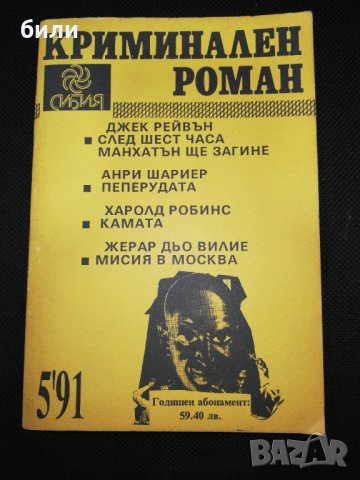 били
КРИМИНАЛЕН
РОМАН
СИБИЯ
ДЖЕК РЕЙВЪН
■ СЛЕД ШЕСТ ЧАСА
МАНХАТЪН ЩЕ ЗАГИНЕ
АНРИ ШАРИЕР
■ ПЕПЕРУДАТА
ХАРОЛД РОБИНС
■ КАМАТА
ЖЕРАР ДЬО ВИЛИЕ
■ МИСИЯ В МОСКВА
5'91
Годишен абонамент:
59.40 лв.
BAZAR